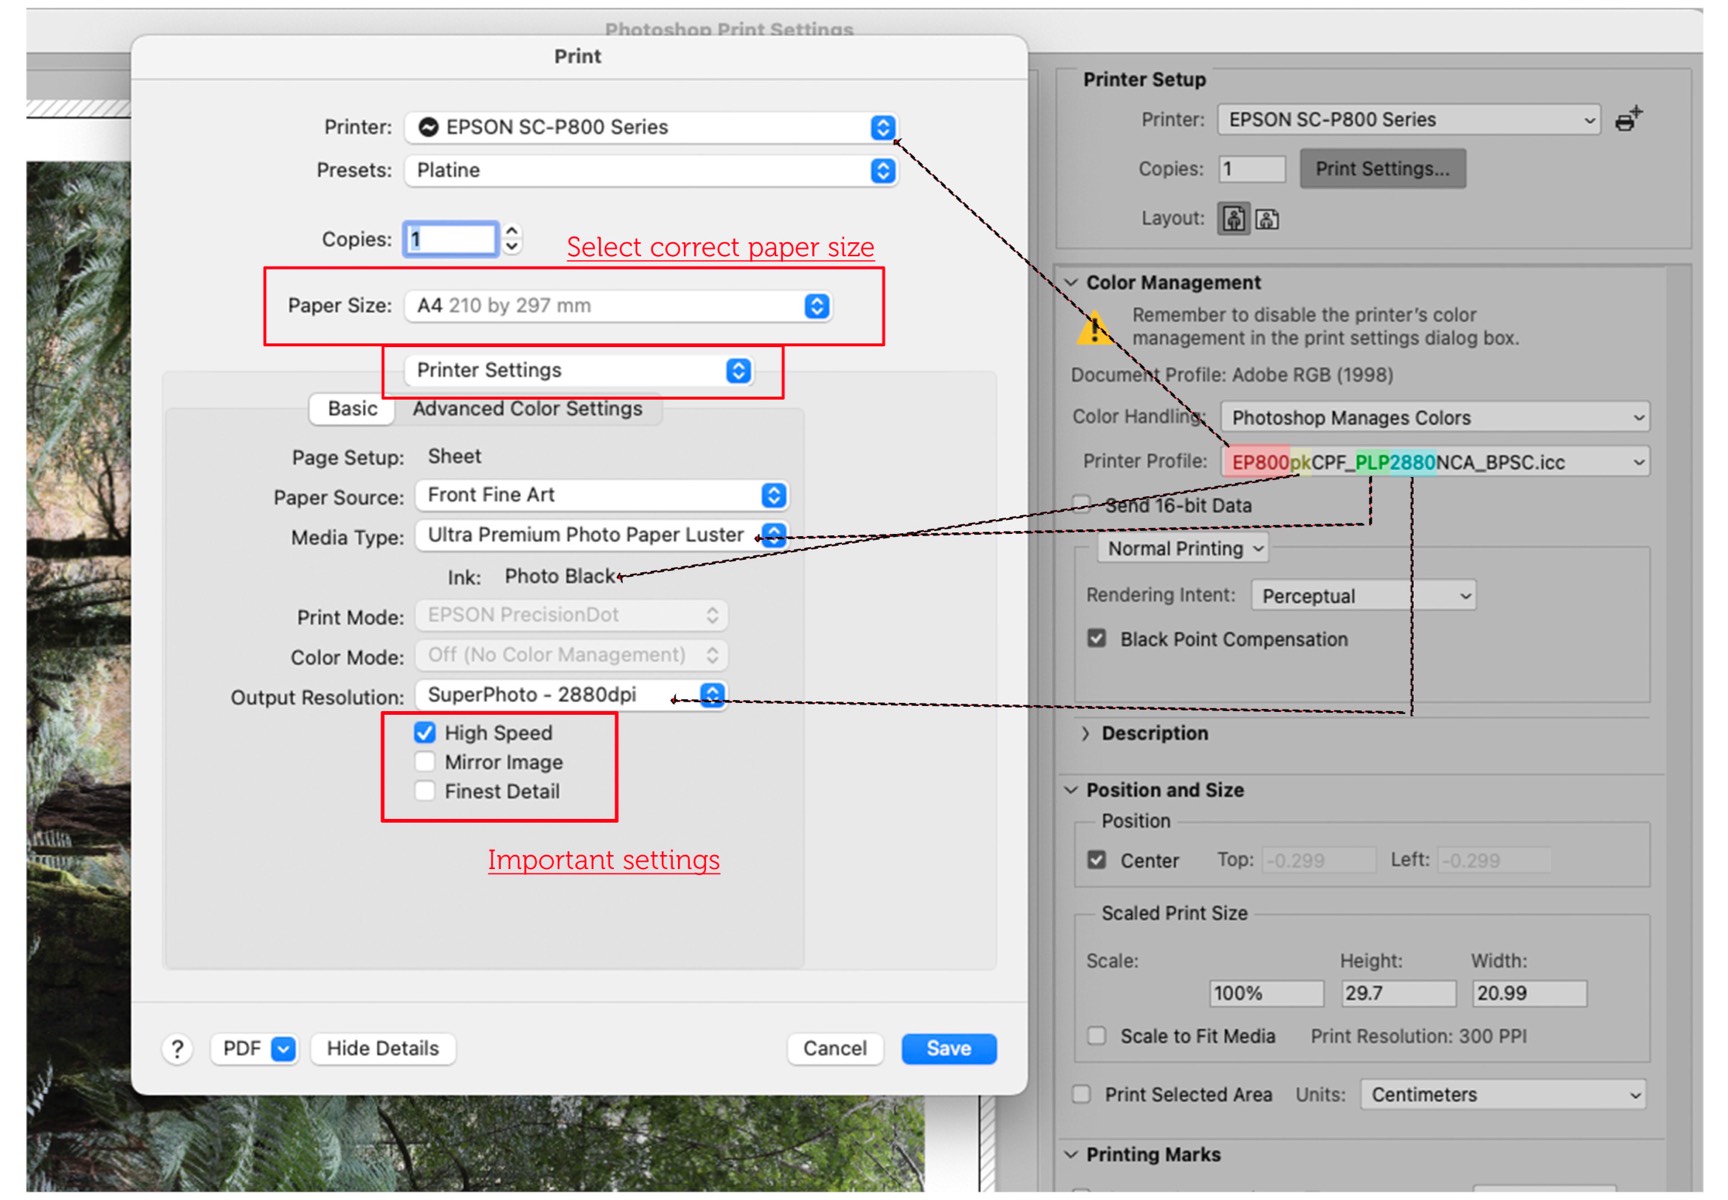 Photoshop Print Settings
Print
Printer: EPSON SC-P800 Series
Presets: Platine
Copies: 1
Select correct paper size
Paper Size: A4 210 by 297 mm
Printer Settings
Basic Advanced Color Settings
Page Setup: Sheet
Paper Source: Front Fine Art
Media Type: Ultra Premium Photo Paper Luster
Ink: Photo Black
Print Mode: EPSON PrecisionDot
Color Mode: Off (No Color Management)
Output Resolution: SuperPhoto - 2880dpi
High Speed
Mirror Image
Finest Detail
Important settings
? PDF Hide Details Cancel Save
Printer Setup
Printer: EPSON SC-P800 Series
Copies: 1 Print Settings...
Layout:
Color Management
Remember to disable the printer's color
management in the print settings dialog box.
Document Profile: Adobe RGB (1998)
Color Handling: Photoshop Manages Colors
Printer Profile: EP800pkCPF_PLP2880NCA_BPSC.icc
Send 16-bit Data
Normal Printing
Rendering Intent: Perceptual
Black Point Compensation
Description
Position and Size
Position
Center Top: -0.299 Left: -0.299
Scaled Print Size
Scale: Height: Width:
100% 29.7 20.99
Scale to Fit Media Print Resolution: 300 PPI
Print Selected Area Units: Centimeters
Printing Marks